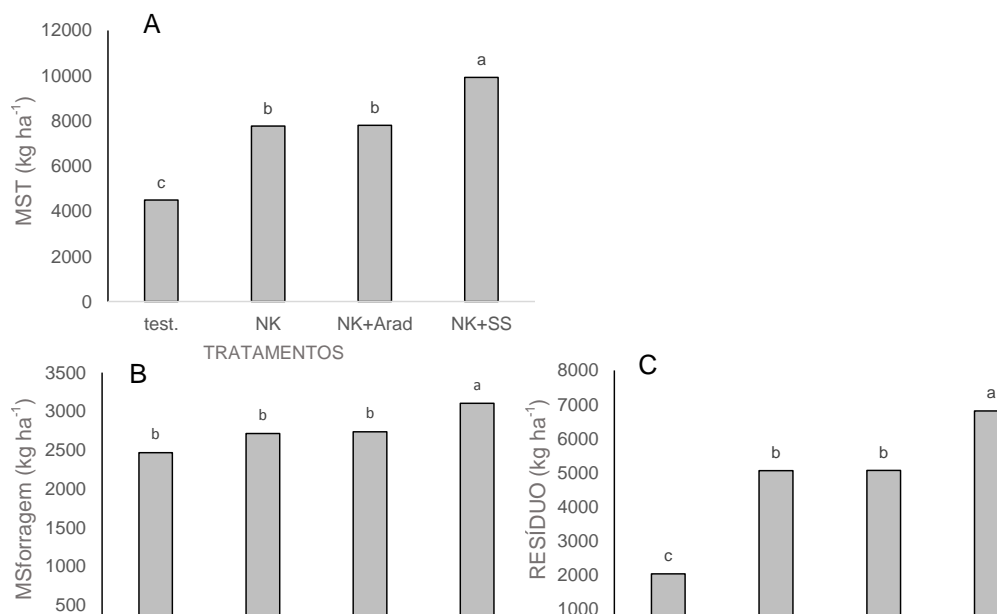 A
MST (kg ha-1)
12000
10000
8000
6000
4000
2000
0
c
b
b
a
test. NK NK+Arad NK+SS
TRATAMENTOS
B
MSforragem (kg ha-1)
3500
3000
2500
2000
1500
1000
500
b
b
b
a
C
RESÍDUO (kg ha-1)
8000
7000
6000
5000
4000
3000
2000
1000
c
b
b
a